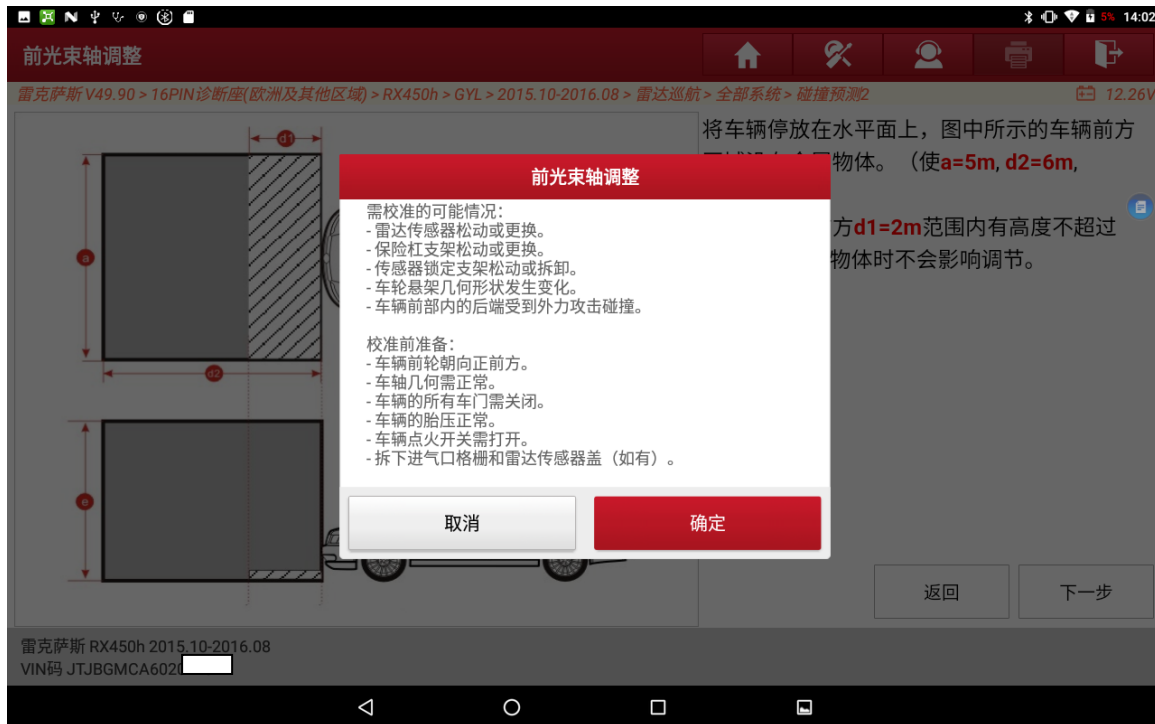 5% 14:02
前光束轴调整
雷克萨斯 V49.90 > 16PIN诊断座(欧洲及其他区域) > RX450h > GYL > 2015.10-2016.08 > 雷达巡航 > 全部系统 > 碰撞预测2
12.26V
d1
a
d2
e
将车辆停放在水平面上，图中所示的车辆前方
物体。（使a=5m, d2=6m,
方d1=2m范围内有高度不超过
物体时不会影响调节。
前光束轴调整
需校准的可能情况：
- 雷达传感器松动或更换。
- 保险杠支架松动或更换。
- 传感器锁定支架松动或拆卸。
- 车轮悬架几何形状发生变化。
- 车辆前部内的后端受到外力攻击碰撞。
校准前准备：
- 车辆前轮朝向正前方。
- 车轴几何需正常。
- 车辆的所有车门需关闭。
- 车辆的胎压正常。
- 车辆点火开关需打开。
- 拆下进气口格栅和雷达传感器盖（如有）。
取消
确定
返回
下一步
雷克萨斯 RX450h 2015.10-2016.08
VIN码 JTJBGMCA602